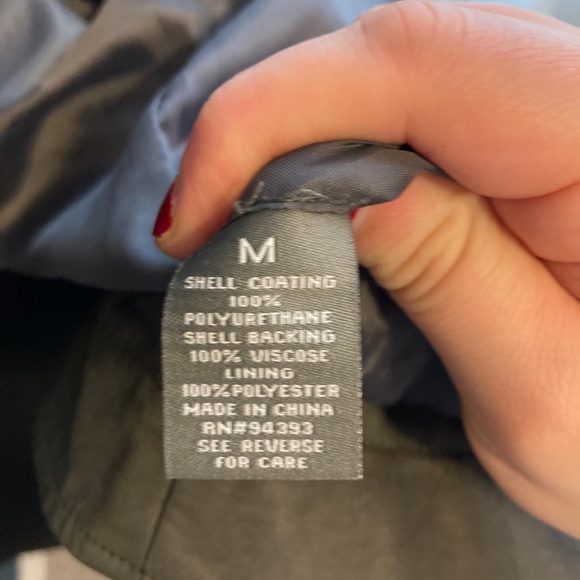 M
SHELL COATING
100%
POLYURETHANE
SHELL BACKING
100% VISCOSE
LINING
100% POLYESTER
MADE IN CHINA
RN#94393
SEE REVERSE
FOR CARE